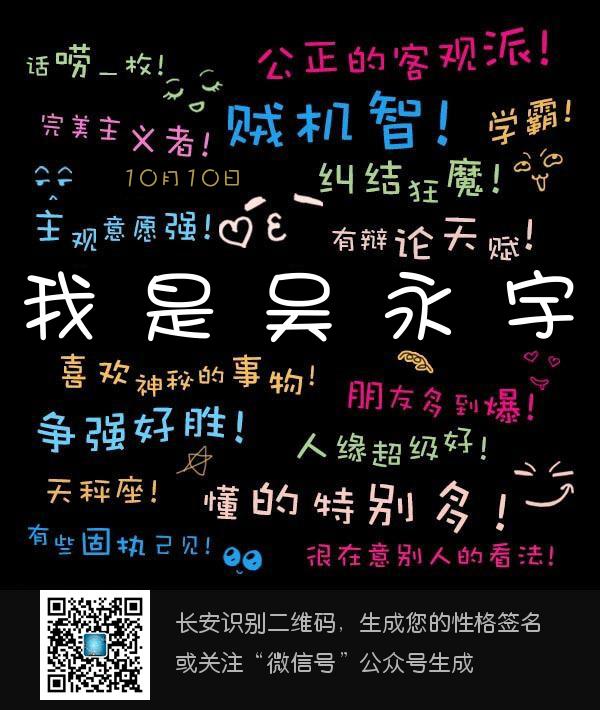 话唠一枚!
公正的客观派!
完美主义者!
贼机智!
学霸!
10月10日
纠结狂魔!
主观意愿强!
有辩论天赋!
我是吴永宇
喜欢神秘的事物!
朋友多到爆!
争强好胜!
人缘超级好!
天秤座!
懂的特别多!
有些固执己见!
很在意别人的看法!
长安识别二维码，生成您的性格签名
或关注“微信号”公众号生成